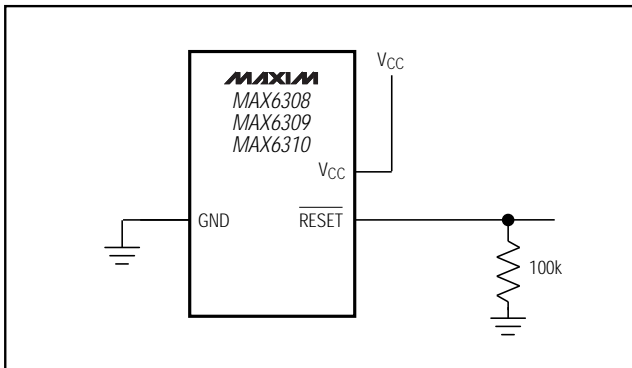 MAXIM
MAX6308
MAX6309
MAX6310
VCC
VCC
GND
RESET
100k